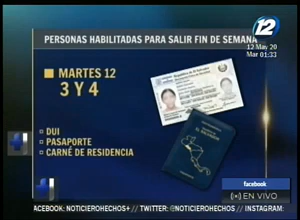 12
PERSONAS HABILITADAS PARA SALIR FIN DE SEMANA
12 May 20
Mar 01:33
MARTES 12
3 Y 4
DUI
PASAPORTE
CARNÉ DE RESIDENCIA
facebook
EN VIVO
FACEBOOK: NOTICIEROHECHOS+ // TWITTER: @NOTICIEROHECHOS // INSTAGRAM: